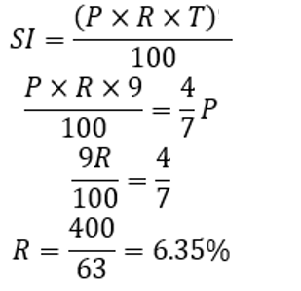 SI = (P × R × T) / 100
P × R × 9 / 100 = 4/7 P
9R / 100 = 4/7
R = 400/63 = 6.35%